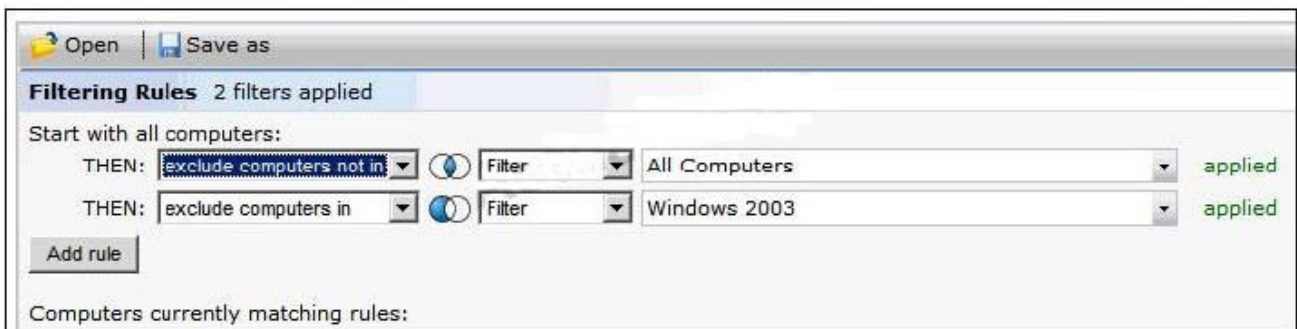 Open Save as
Filtering Rules 2 filters applied
Start with all computers:
THEN: exclude computers not in Filter All Computers applied
THEN: exclude computers in Filter Windows 2003 applied
Add rule
Computers currently matching rules: